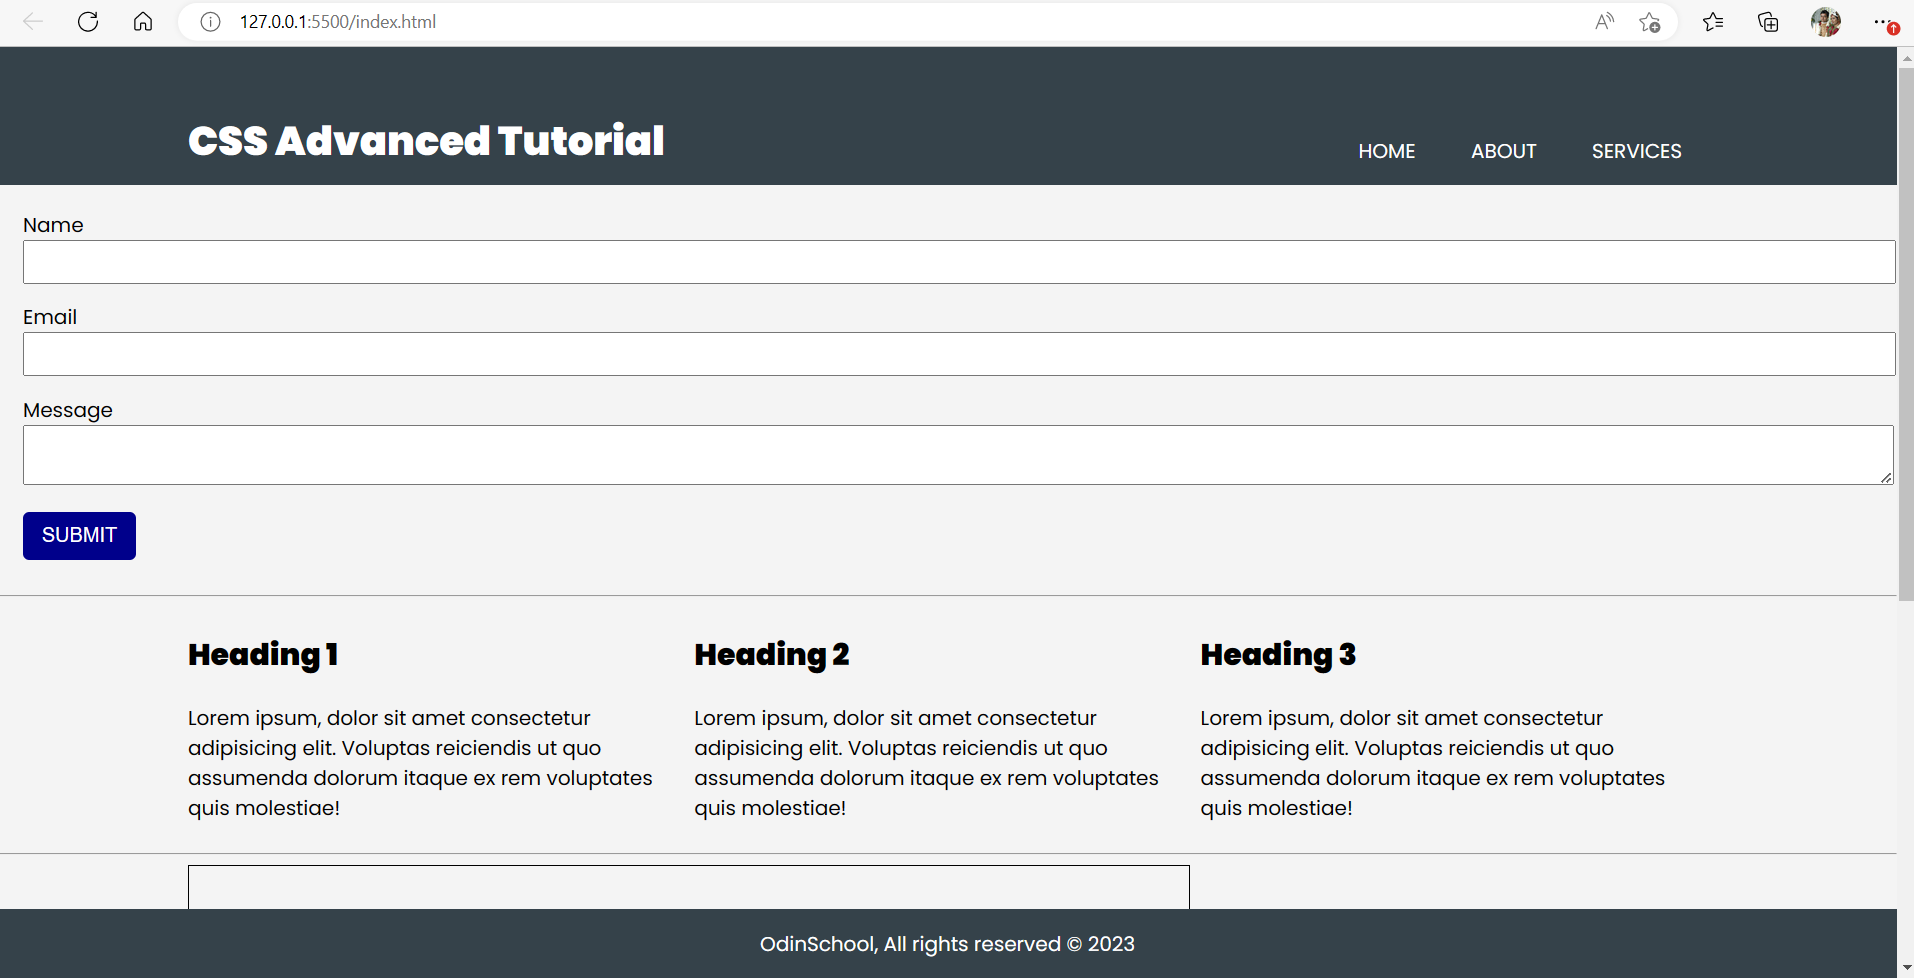 127.0.0.1:5500/index.html
CSS Advanced Tutorial
HOME ABOUT SERVICES
Name
Email
Message
SUBMIT
Heading 1
Lorem ipsum, dolor sit amet consectetur
adipisicing elit. Voluptas reiciendis ut quo
assumenda dolorum itaque ex rem voluptates
quis molestiae!
Heading 2
Lorem ipsum, dolor sit amet consectetur
adipisicing elit. Voluptas reiciendis ut quo
assumenda dolorum itaque ex rem voluptates
quis molestiae!
Heading 3
Lorem ipsum, dolor sit amet consectetur
adipisicing elit. Voluptas reiciendis ut quo
assumenda dolorum itaque ex rem voluptates
quis molestiae!
OdinSchool, All rights reserved © 2023